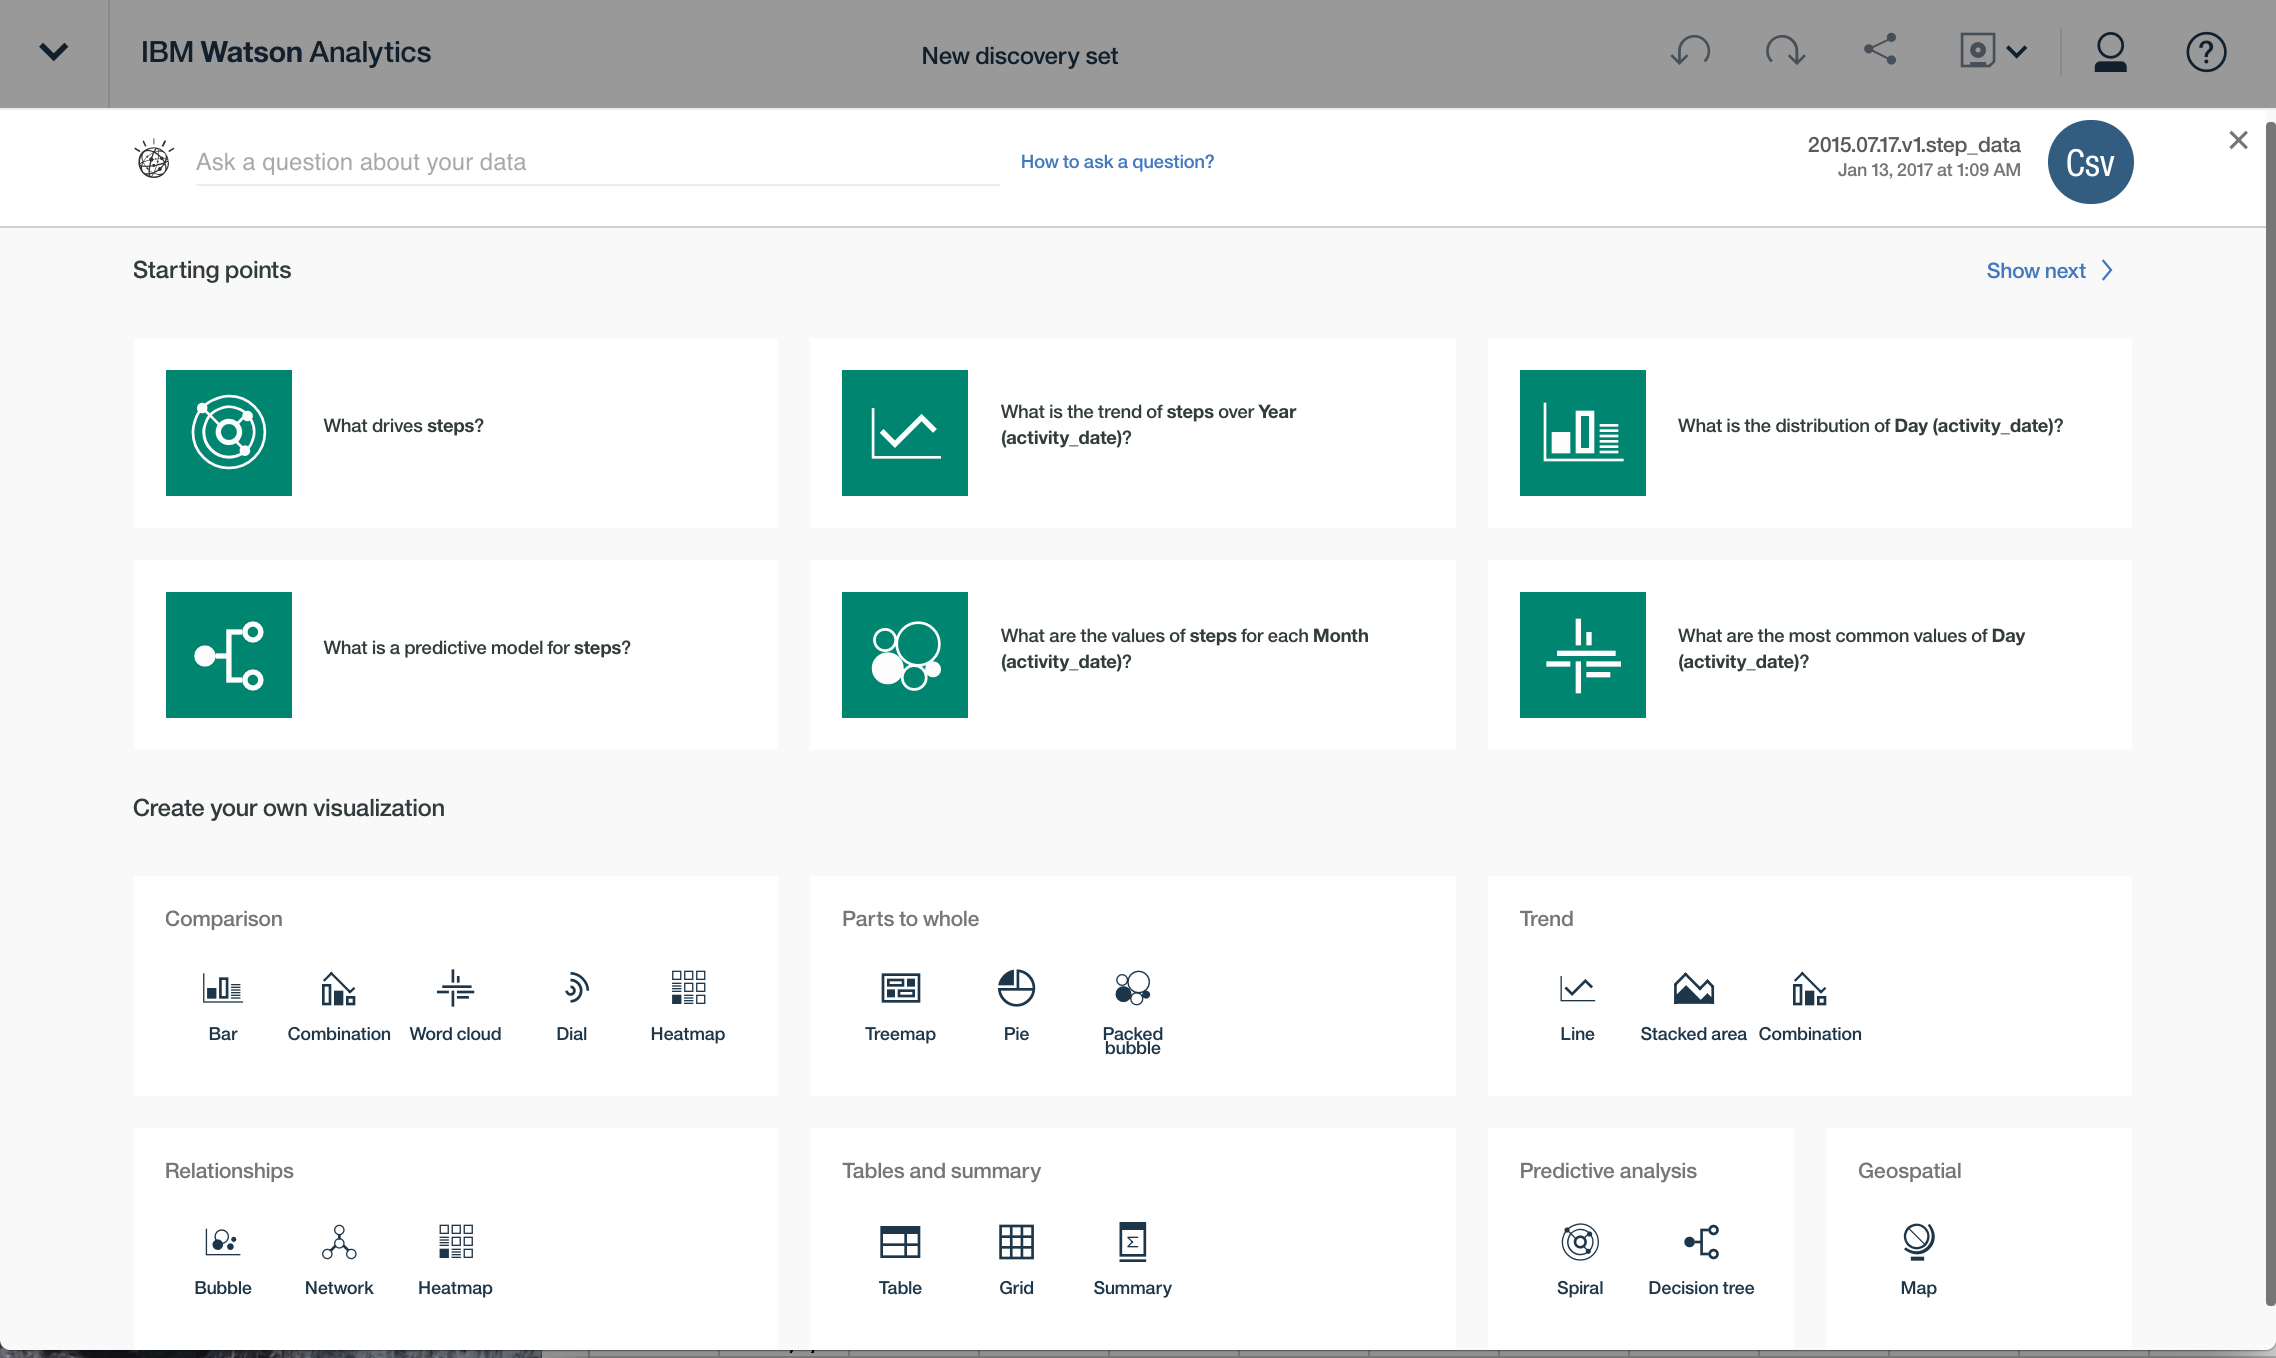 IBM Watson Analytics
New discovery set
Ask a question about your data
How to ask a question?
2015.07.17.v1.step_data
Jan 13, 2017 at 1:09 AM
Csv
Starting points
Show next
What drives steps?
What is the trend of steps over Year
(activity_date)?
What is the distribution of Day (activity_date)?
What is a predictive model for steps?
What are the values of steps for each Month
(activity_date)?
What are the most common values of Day
(activity_date)?
Create your own visualization
Comparison
Bar
Combination
Word cloud
Dial
Heatmap
Parts to whole
Treemap
Pie
Packed
bubble
Trend
Line
Stacked area
Combination
Relationships
Bubble
Network
Heatmap
Tables and summary
Table
Grid
Summary
Predictive analysis
Spiral
Decision tree
Geospatial
Map